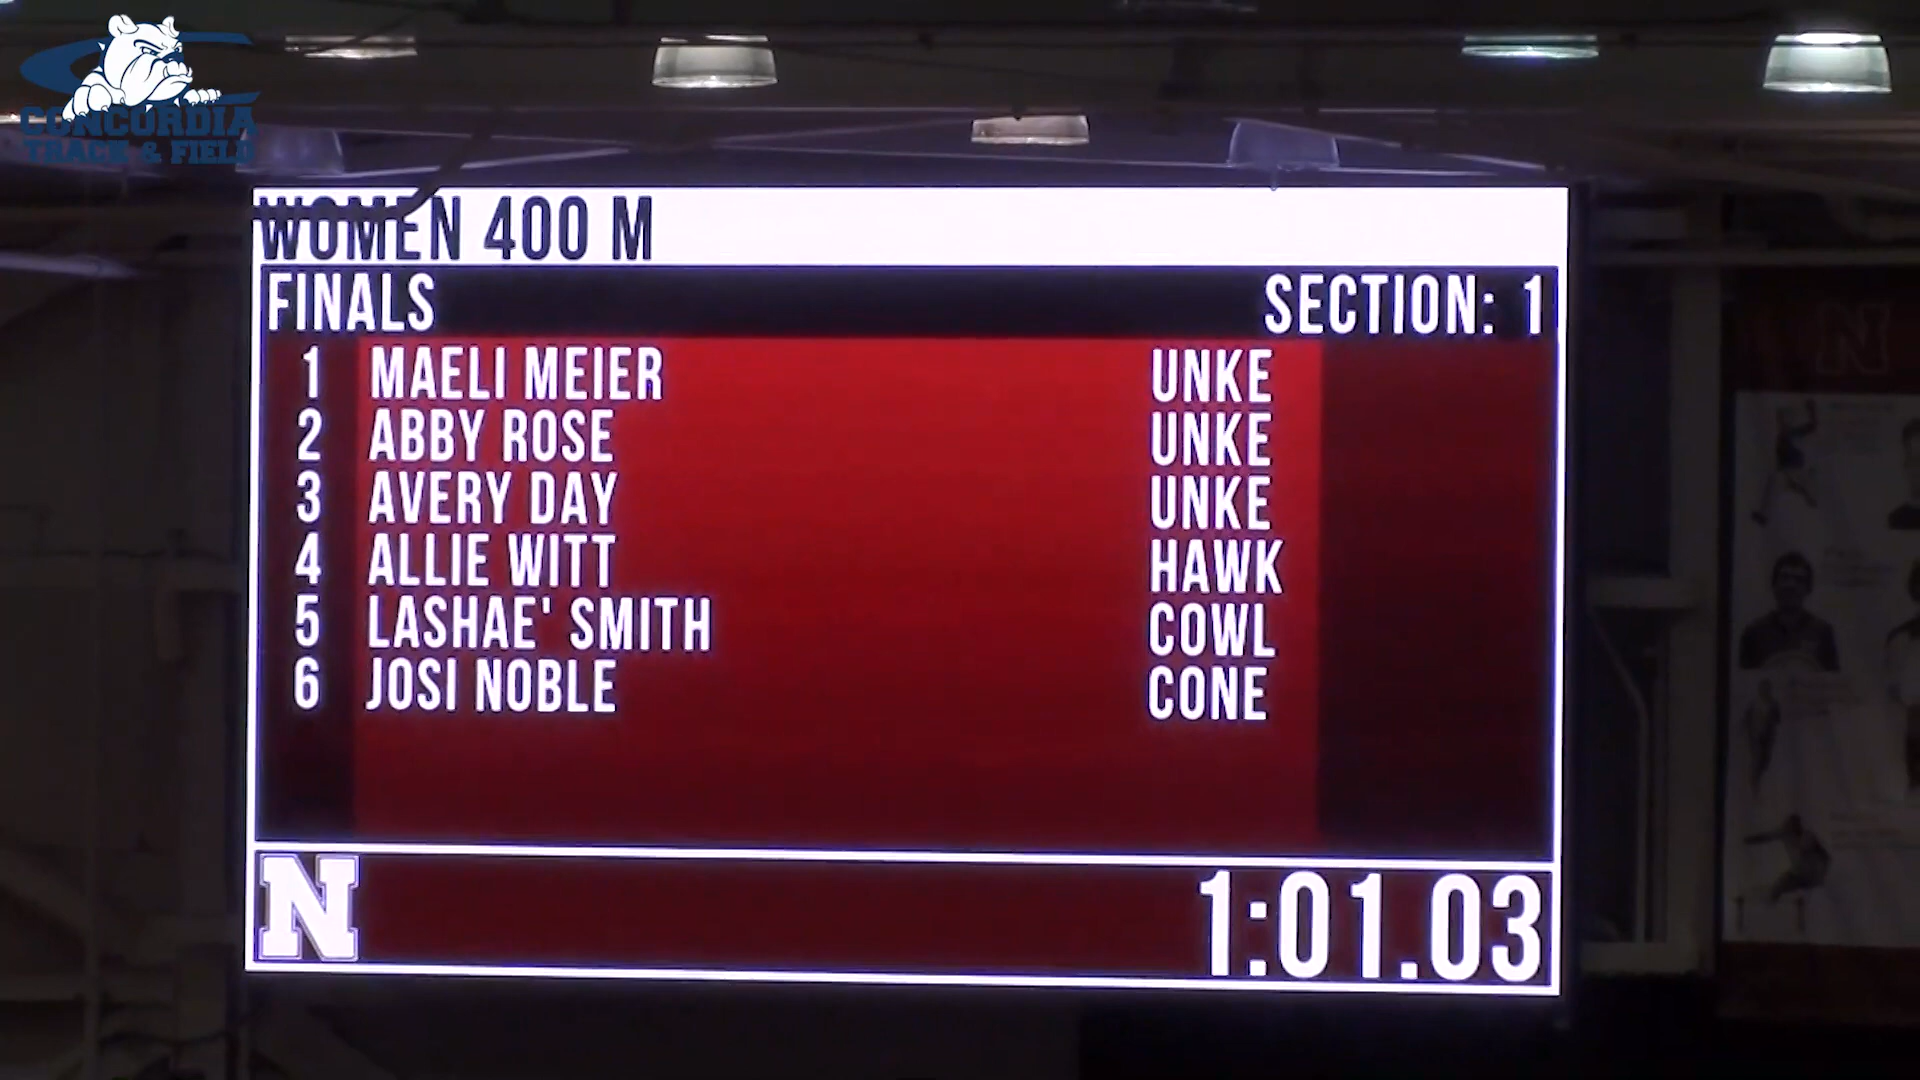 CONCORDIA
TRACK & FIELD
WOMEN 400 M
FINALS SECTION: 1
1 MAELI MEIER UNKE
2 ABBY ROSE UNKE
3 AVERY DAY UNKE
4 ALLIE WITT HAWK
5 LASHAE' SMITH COWL
6 JOSI NOBLE CONE
N 1:01.03
N